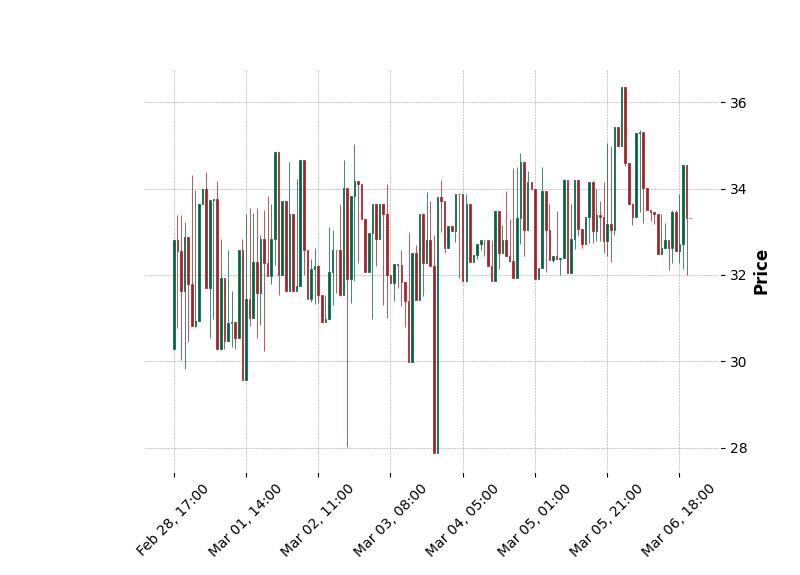 36
34
32
30
28
Price
Feb 28, 17:00
Mar 01, 14:00
Mar 02, 11:00
Mar 03, 08:00
Mar 04, 05:00
Mar 05, 01:00
Mar 05, 21:00
Mar 06, 18:00